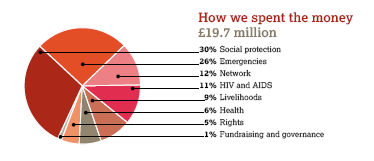 How we spent the money
£19.7 million
30% Social protection
26% Emergencies
12% Network
11% HIV and AIDS
9% Livelihoods
6% Health
5% Rights
1% Fundraising and governance